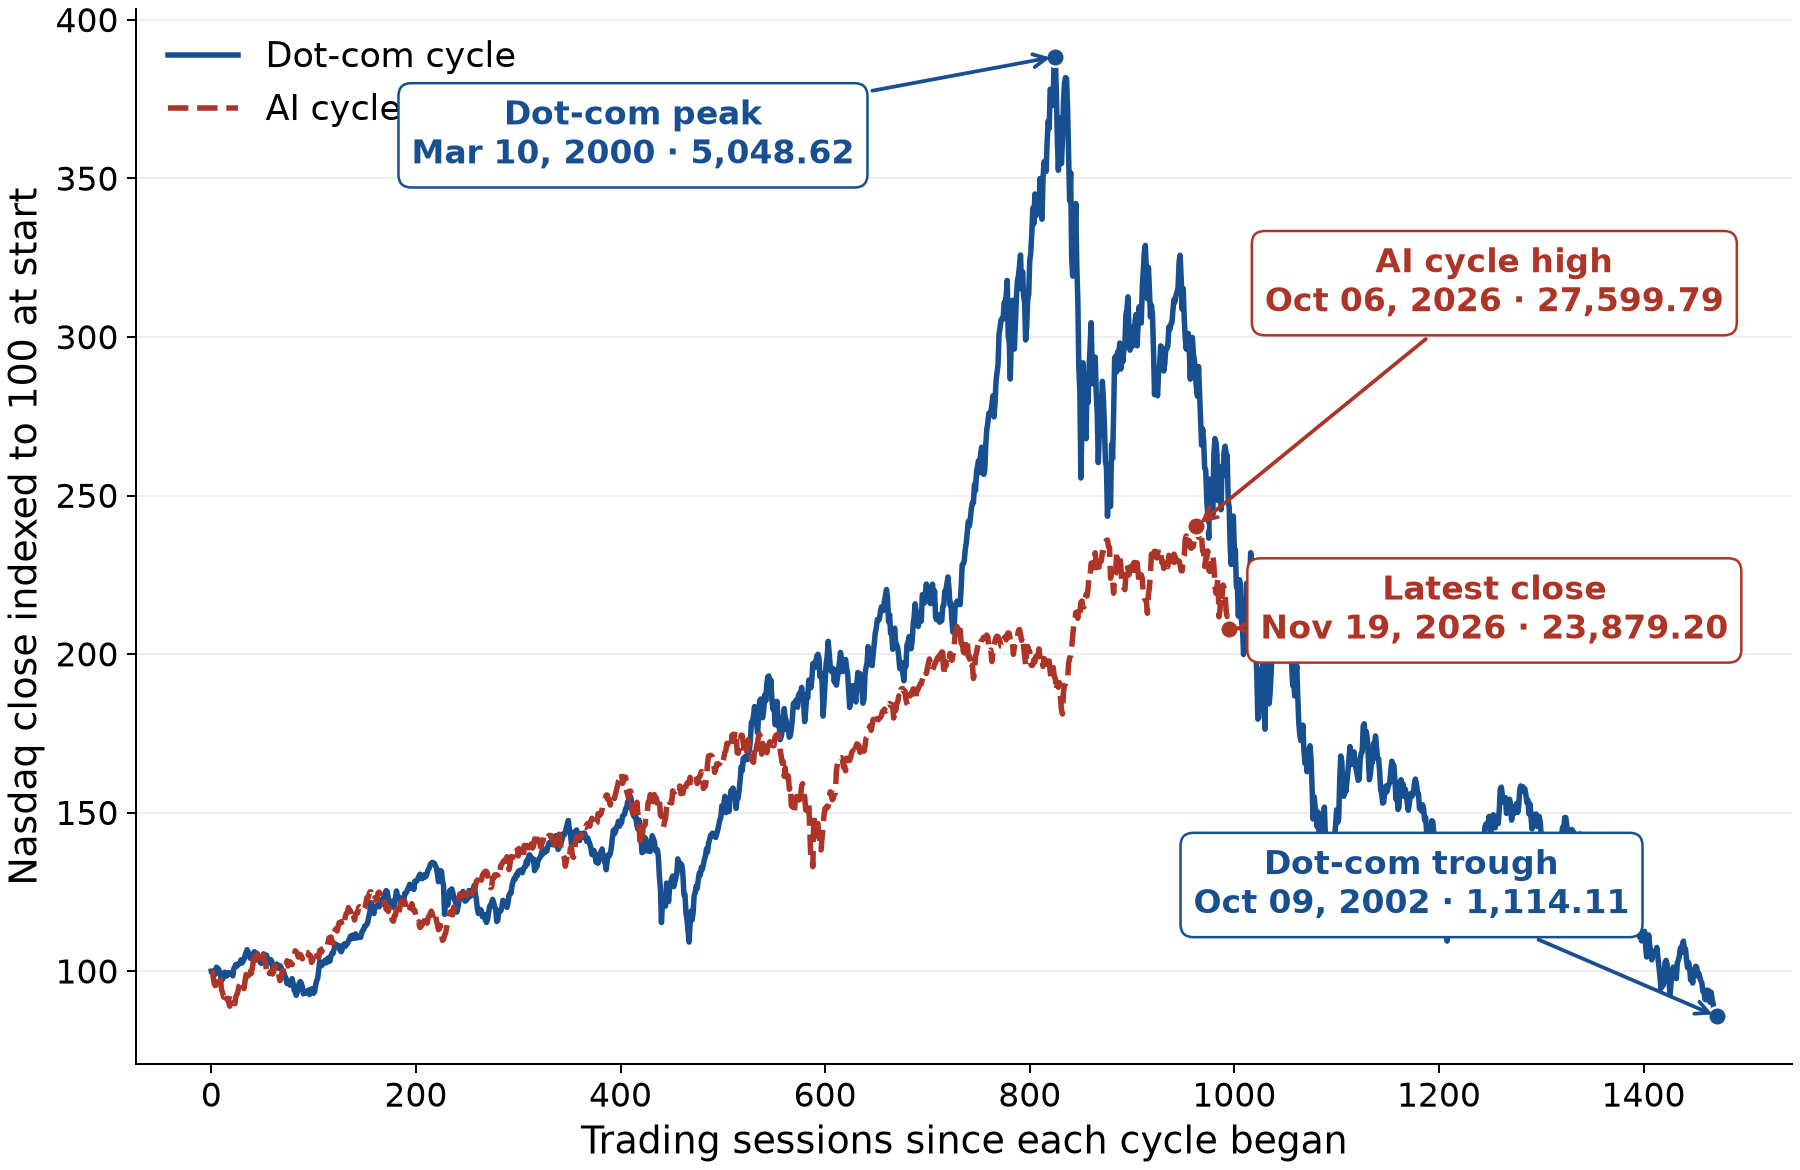 400
350
300
250
200
150
100
Nasdaq close indexed to 100 at start
Dot-com cycle
AI cycle
Dot-com peak
Mar 10, 2000 · 5,048.62
AI cycle high
Oct 06, 2026 · 27,599.79
Latest close
Nov 19, 2026 · 23,879.20
Dot-com trough
Oct 09, 2002 · 1,114.11
0 200 400 600 800 1000 1200 1400
Trading sessions since each cycle began